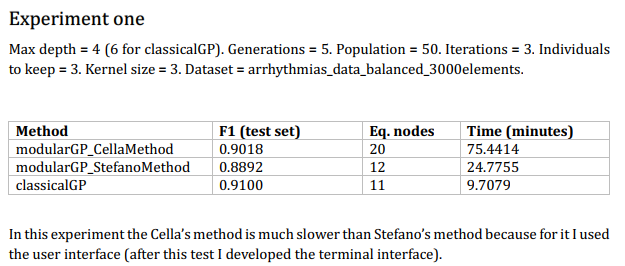 Experiment one
Max depth = 4 (6 for classicalGP). Generations = 5. Population = 50. Iterations = 3. Individuals
to keep = 3. Kernel size = 3. Dataset = arrhythmias_data_balanced_3000elements.
Method F1 (test set) Eq. nodes Time (minutes)
modularGP_CellaMethod 0.9018 20 75.4414
modularGP_StefanoMethod 0.8892 12 24.7755
classicalGP 0.9100 11 9.7079
In this experiment the Cella's method is much slower than Stefano's method because for it I used
the user interface (after this test I developed the terminal interface).